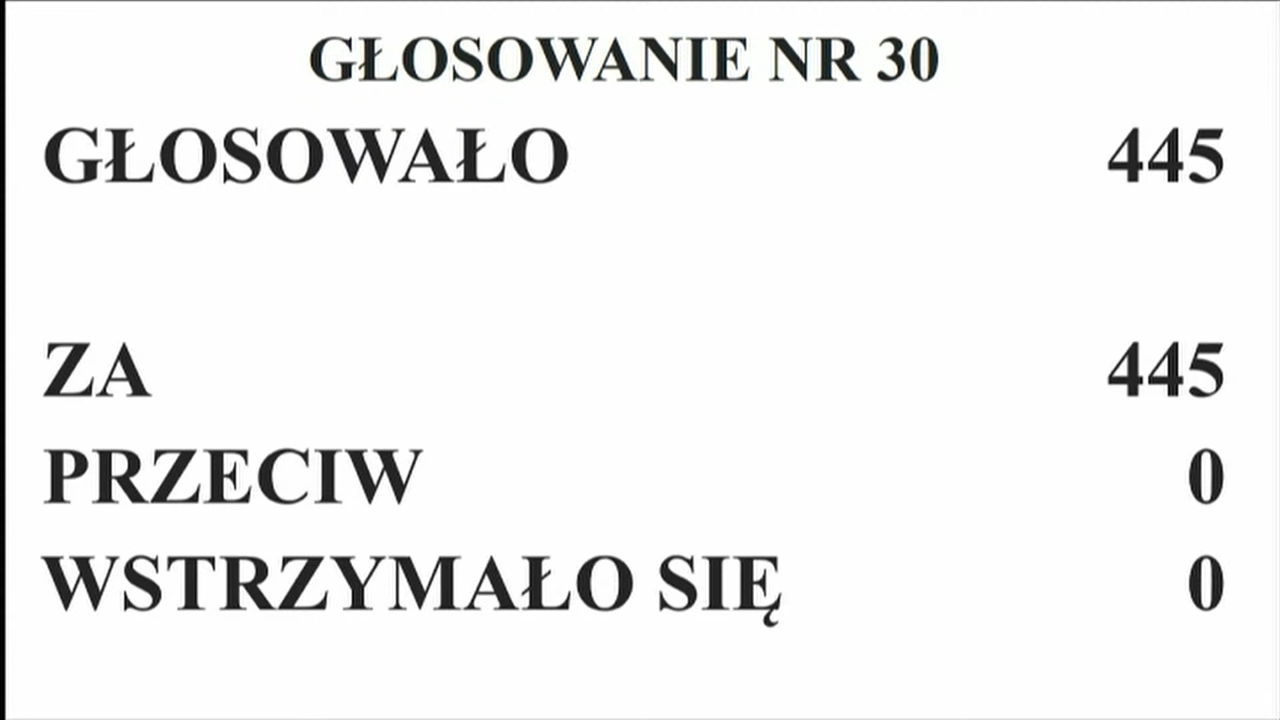 GŁOSOWANIE NR 30
GŁOSOWAŁO 445
ZA 445
PRZECIW 0
WSTRZYMAŁO SIĘ 0